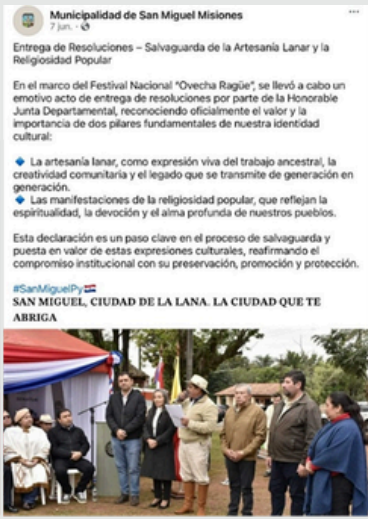 Municipalidad de San Miguel Misiones
7 jun. ·
Entrega de Resoluciones – Salvaguarda de la Artesanía Lanar y la
Religiosidad Popular
En el marco del Festival Nacional "Ovecha Ragüe", se llevó a cabo un
emotivo acto de entrega de resoluciones por parte de la Honorable
Junta Departamental, reconociendo oficialmente el valor y la
importancia de dos pilares fundamentales de nuestra identidad
cultural:
🔹 La artesanía lanar, como expresión viva del trabajo ancestral, la
creatividad comunitaria y el legado que se transmite de generación en
generación.
🔹 Las manifestaciones de la religiosidad popular, que reflejan la
espiritualidad, la devoción y el alma profunda de nuestros pueblos.
Esta declaración es un paso clave en el proceso de salvaguarda y
puesta en valor de estas expresiones culturales, reafirmando el
compromiso institucional con su preservación, promoción y protección.
#SanMiguelPy🇵🇾
SAN MIGUEL, CIUDAD DE LA LANA. LA CIUDAD QUE TE
ABRIGA